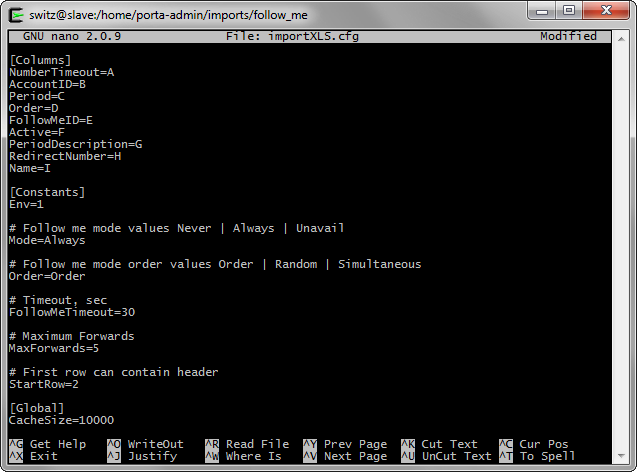 switz@slave:/home/porta-admin/imports/follow_me
GNU nano 2.0.9 File: importXLS.cfg Modified
[Columns]
NumberTimeout=A
AccountID=B
Period=C
Order=D
FollowMeID=E
Active=F
PeriodDescription=G
RedirectNumber=H
Name=I
[Constants]
Env=1
# Follow me mode values Never | Always | Unavail
Mode=Always
# Follow me mode order values Order | Random | Simultaneous
Order=Order
# Timeout, sec
FollowMeTimeout=30
# Maximum Forwards
MaxForwards=5
# First row can contain header
StartRow=2
[Global]
CacheSize=10000
^G Get Help ^O WriteOut ^R Read File ^Y Prev Page ^K Cut Text ^C Cur Pos
^X Exit ^J Justify ^W Where Is ^V Next Page ^U UnCut Text ^T To Spell